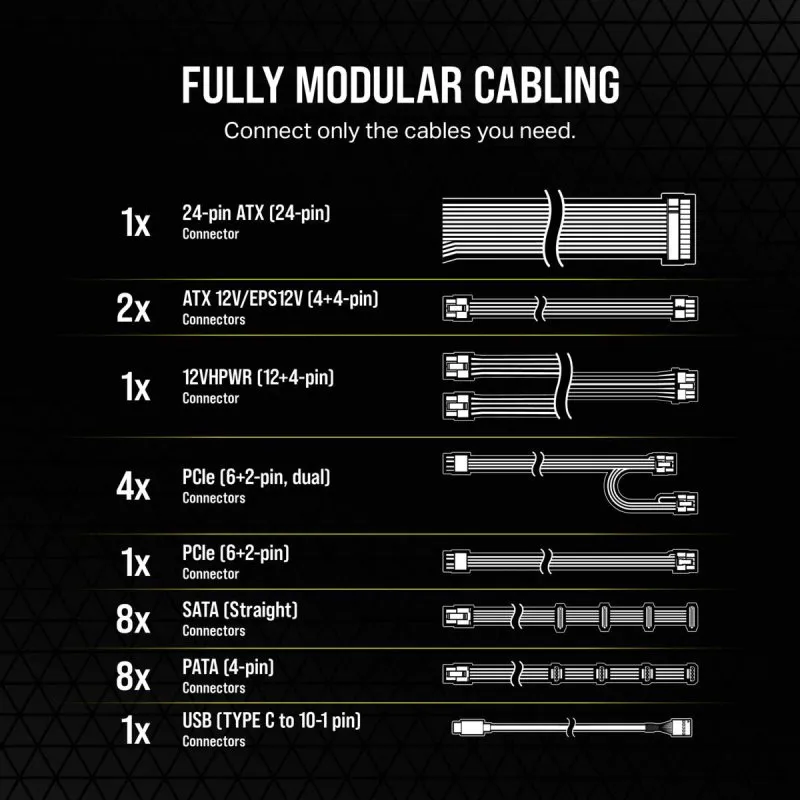 FULLY MODULAR CABLING
Connect only the cables you need.
1x
24-pin ATX (24-pin)
Connector
2x
ATX 12V/EPS12V (4+4-pin)
Connectors
1x
12VHPWR (12+4-pin)
Connector
4x
PCIe (6+2-pin, dual)
Connectors
1x
PCIe (6+2-pin)
Connector
8x
SATA (Straight)
Connectors
8x
PATA (4-pin)
Connectors
1x
USB (TYPE C to 10-1 pin)
Connectors